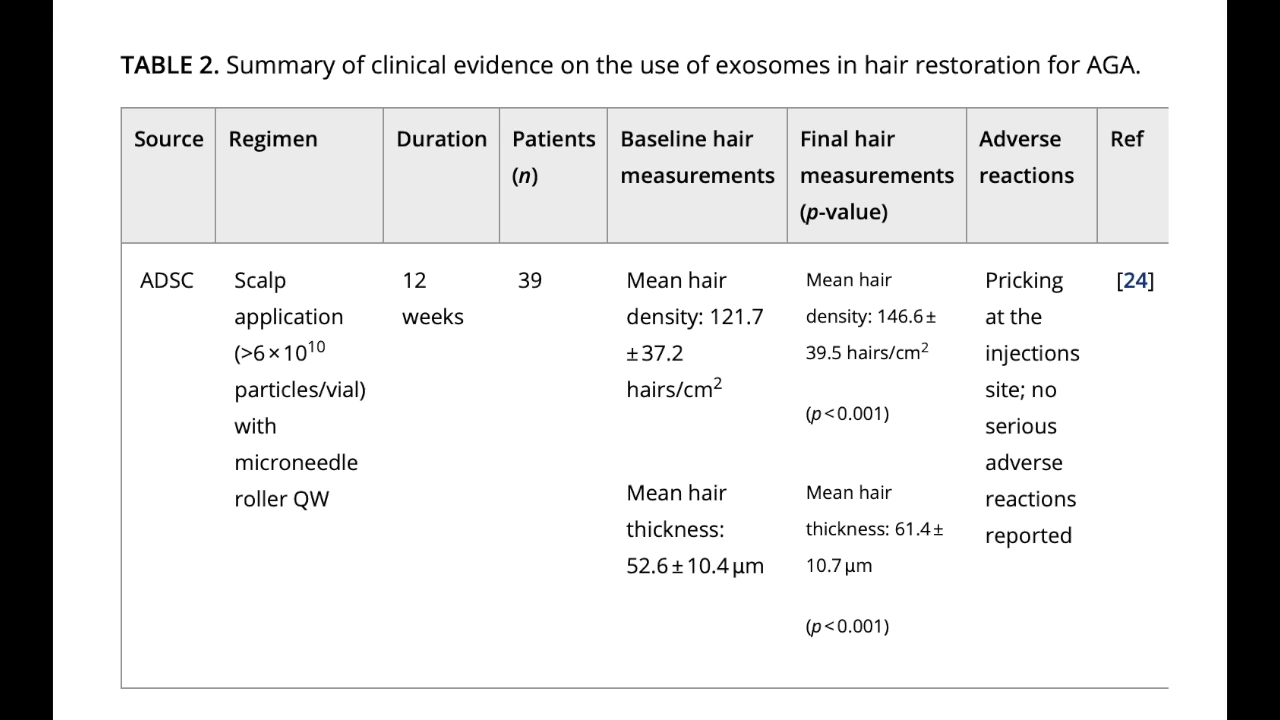 TABLE 2. Summary of clinical evidence on the use of exosomes in hair restoration for AGA.
Source
Regimen
Duration
Patients
(n)
Baseline hair
measurements
Final hair
measurements
(p-value)
Adverse
reactions
Ref
ADSC
Scalp
application
(>6×10¹⁰
particles/vial)
with
microneedle
roller QW
12
weeks
39
Mean hair
density: 121.7
±37.2
hairs/cm²
Mean hair
thickness:
52.6±10.4μm
Mean hair
density: 146.6±
39.5 hairs/cm²
(p<0.001)
Mean hair
thickness: 61.4±
10.7μm
(p<0.001)
Pricking
at the
injections
site; no
serious
adverse
reactions
reported
[24]